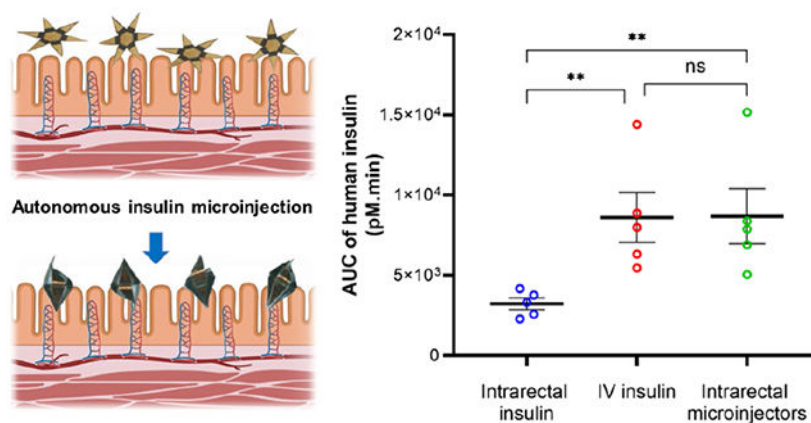 Autonomous insulin microinjection
AUC of human insulin
(pM.min)
2×10⁴
1.5×10⁴
1×10⁴
5×10³
0
**
**
ns
Intrarectal
insulin
IV insulin
Intrarectal
microinjectors